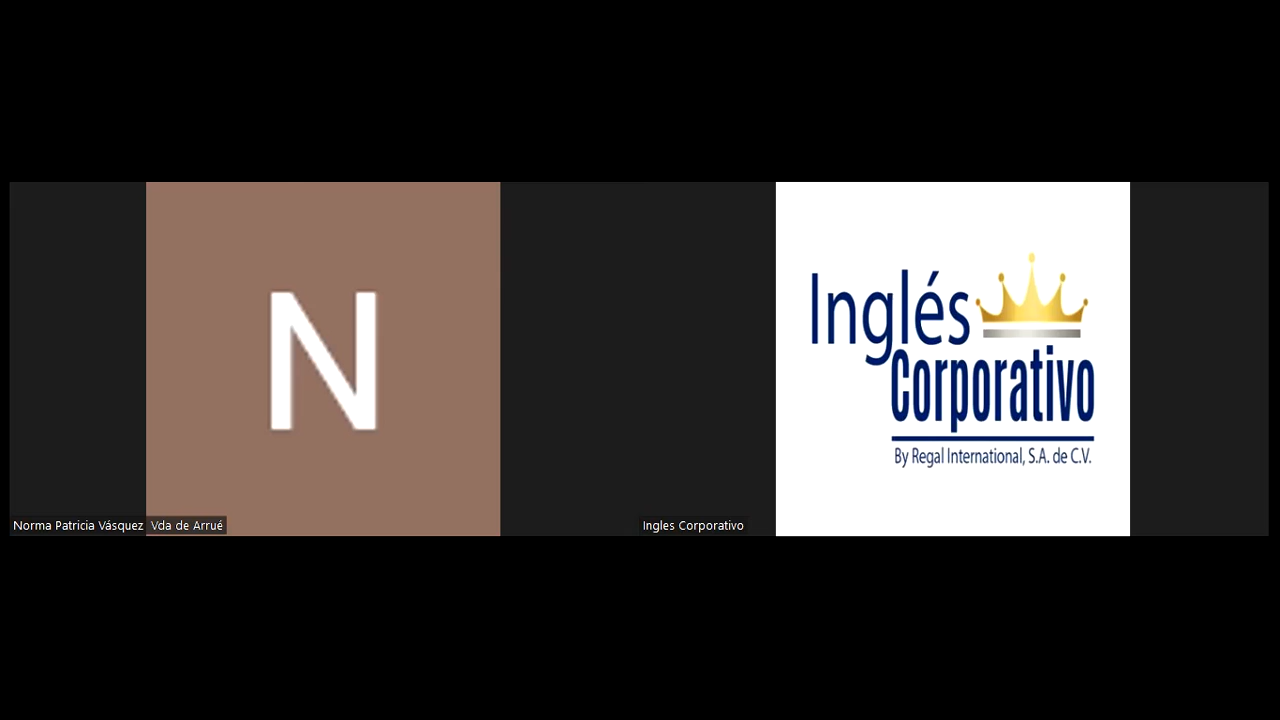 N
Norma Patricia Vásquez Vda de Arrué
Inglés
Corporativo
By Regal International, S.A. de C.V.
Ingles Corporativo